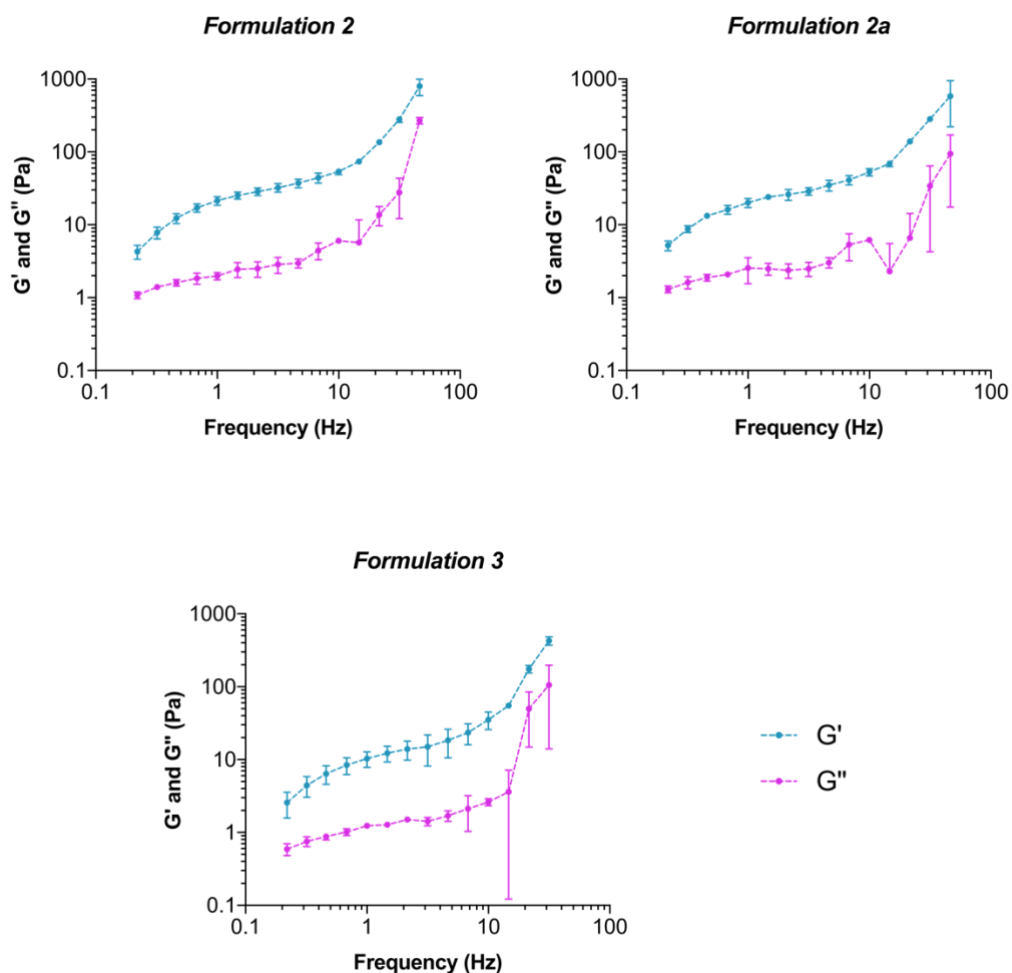 Formulation 2
G' and G" (Pa)
1000
100
10
1
0.1
0.1
1
10
100
Frequency (Hz)
Formulation 2a
G' and G" (Pa)
1000
100
10
1
0.1
0.1
1
10
100
Frequency (Hz)
Formulation 3
G' and G" (Pa)
1000
100
10
1
0.1
0.1
1
10
100
Frequency (Hz)
G'
G"